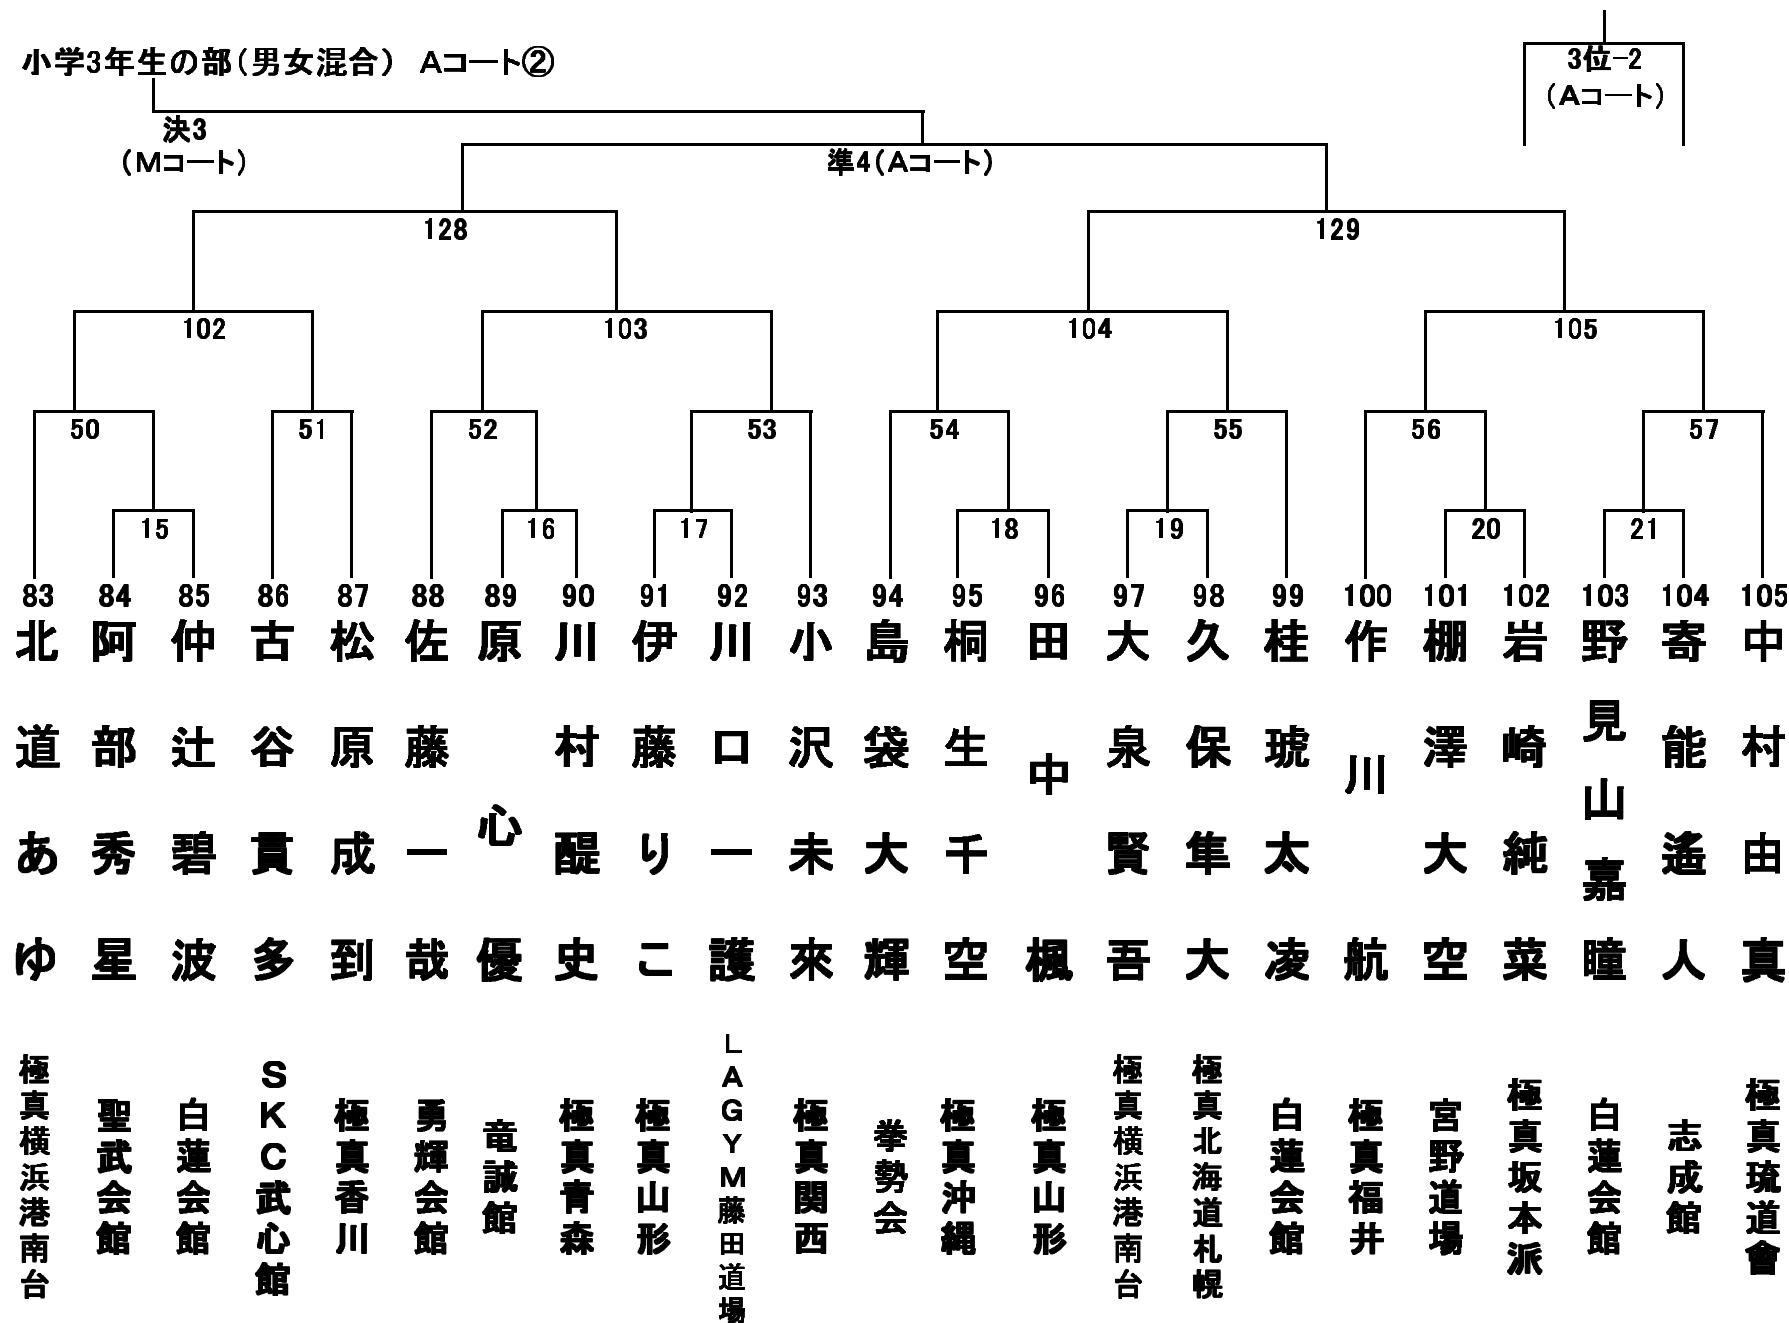 小学3年生の部（男女混合） Aコート②
3位-2
（Aコート）
決3
（Mコート）
準4（Aコート）
128
129
102
103
104
105
50
51
52
53
54
55
56
57
15
16
17
18
19
20
21
83
84
85
86
87
88
89
90
91
92
93
94
95
96
97
98
99
100
101
102
103
104
105
北道あゆ
阿部秀星
仲辻碧波
古谷貫多
松原成到
佐藤一哉
原心優
川村醍史
伊藤りこ
川口一護
小沢未來
島袋大輝
桐生千空
田中楓
大泉賢吾
久保隼大
桂琥太凌
作川航
棚澤大空
岩崎純菜
野見山嘉瞳
寄能遙人
中村由真
極真横浜港南台
聖武会館
白蓮会館
SKC武心館
極真香川
勇輝会館
竜誠館
極真青森
極真山形
LAGYM藤田道場
極真関西
拳勢会
極真沖縄
極真山形
極真横浜港南台
極真北海道札幌
白蓮会館
極真福井
宮野道場
極真坂本派
白蓮会館
志成館
極真琉道會